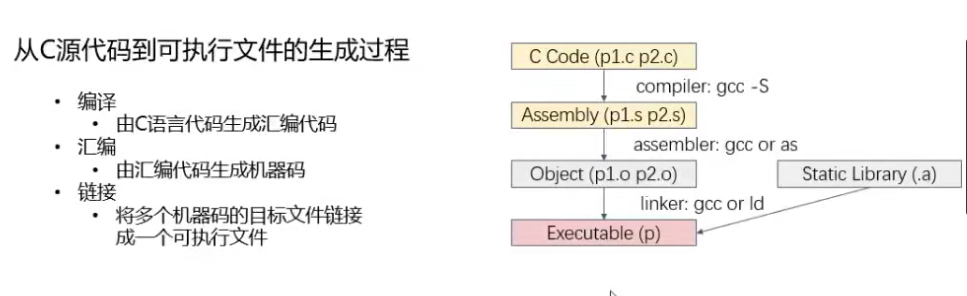 从C源代码到可执行文件的生成过程
• 编译
• 由C语言代码生成汇编代码
• 汇编
• 由汇编代码生成机器码
• 链接
• 将多个机器码的目标文件链接
成一个可执行文件
C Code (p1.c p2.c)
compiler: gcc -S
Assembly (p1.s p2.s)
assembler: gcc or as
Object (p1.o p2.o)
Static Library (.a)
linker: gcc or ld
Executable (p)